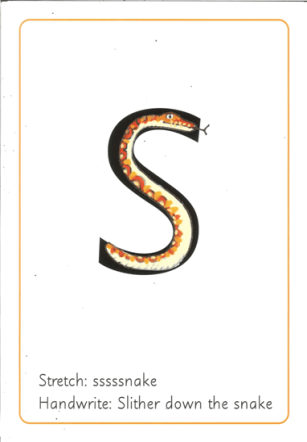 s
Stretch: sssssnake
Handwrite: Slither down the snake